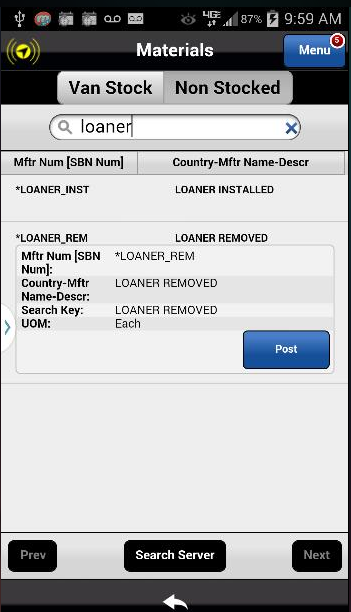 4G LTE 87% 9:59 AM
Materials
Menu
5
Van Stock Non Stocked
loaner
Mftr Num [SBN Num] Country-Mftr Name-Descr
*LOANER_INST LOANER INSTALLED
*LOANER_REM LOANER REMOVED
Mftr Num [SBN *LOANER_REM
Num]:
Country-Mftr LOANER REMOVED
Name-Descr:
Search Key: LOANER REMOVED
UOM: Each
Post
Prev Search Server Next